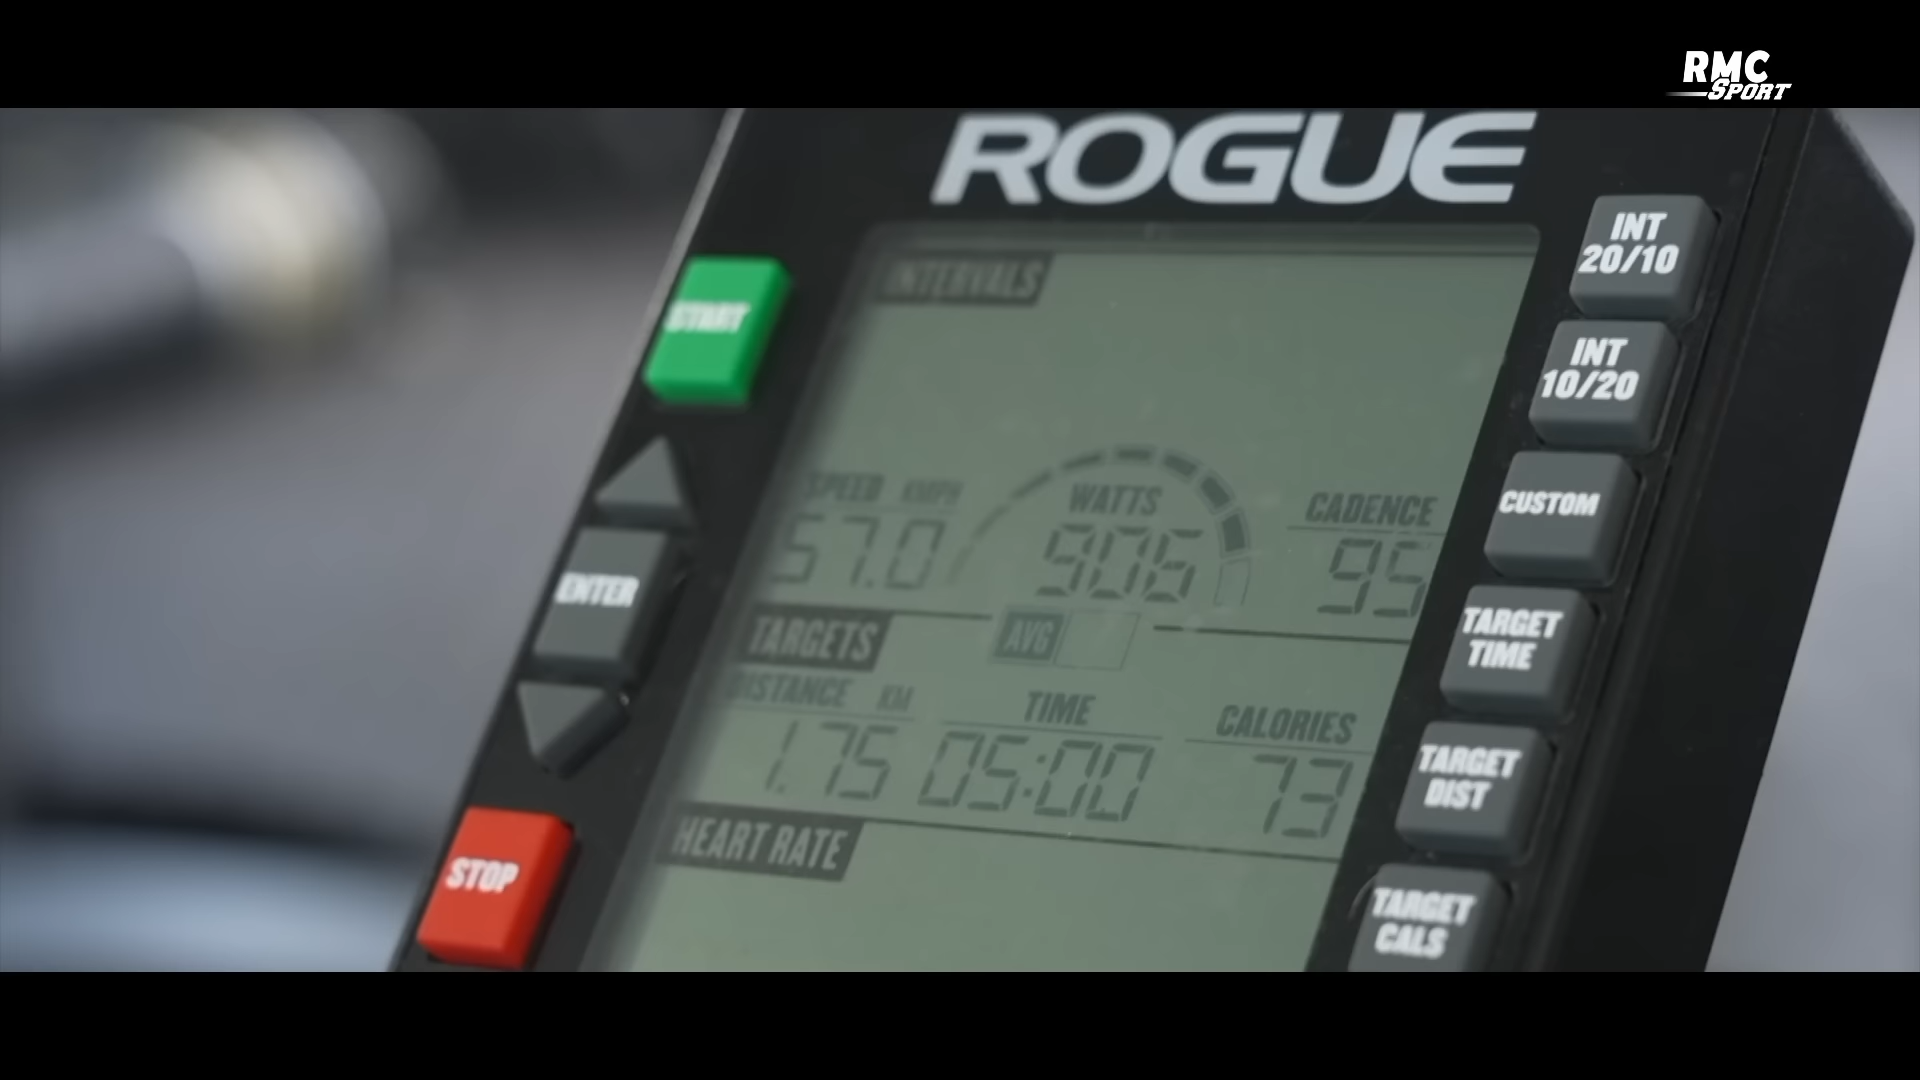 RMC
SPORT
ROGUE
INT
20/10
INTERVALS
START
INT
10/20
SPEED KMPH
WATTS
CADENCE
CUSTOM
57.0
906
95
ENTER
TARGETS
AVG
TARGET
TIME
DISTANCE KM
TIME
CALORIES
1.75
05:00
73
TARGET
DIST
HEART RATE
STOP
TARGET
CALS